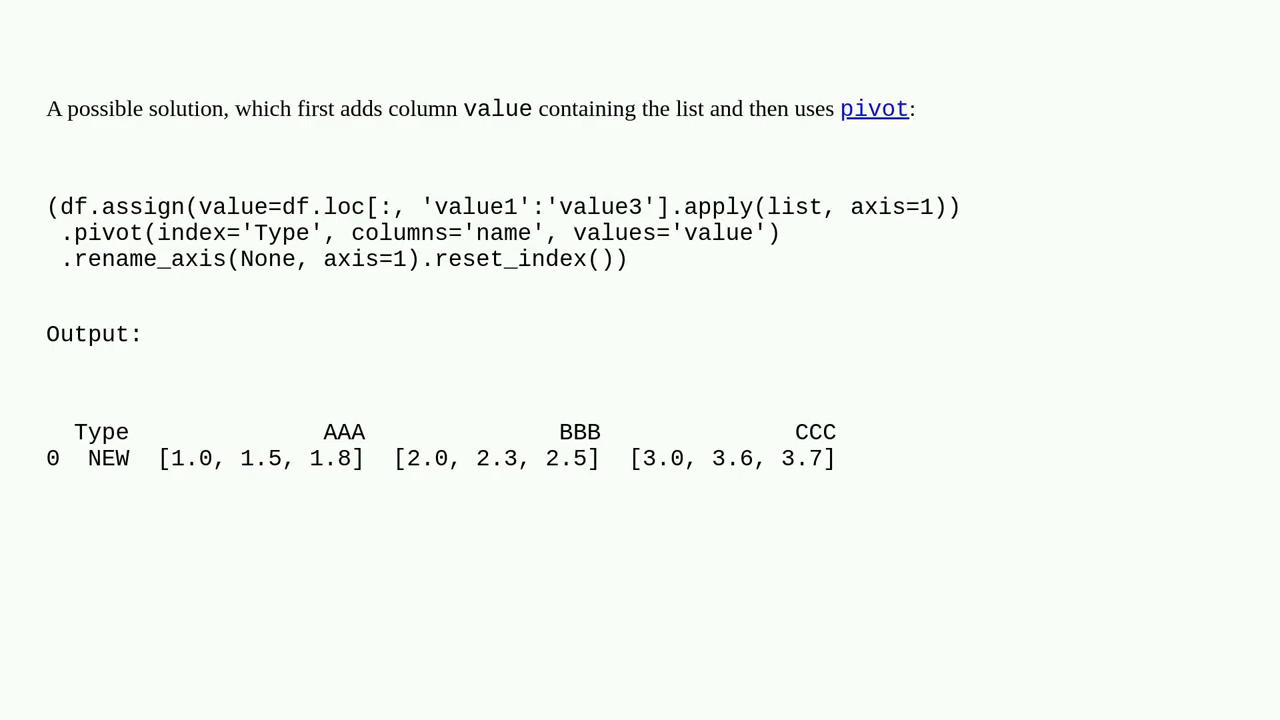 A possible solution, which first adds column value containing the list and then uses pivot:
(df.assign(value=df.loc[:, 'value1':'value3'].apply(list, axis=1))
 .pivot(index='Type', columns='name', values='value')
 .rename_axis(None, axis=1).reset_index())
Output:
  Type              AAA              BBB              CCC
0  NEW  [1.0, 1.5, 1.8]  [2.0, 2.3, 2.5]  [3.0, 3.6, 3.7]